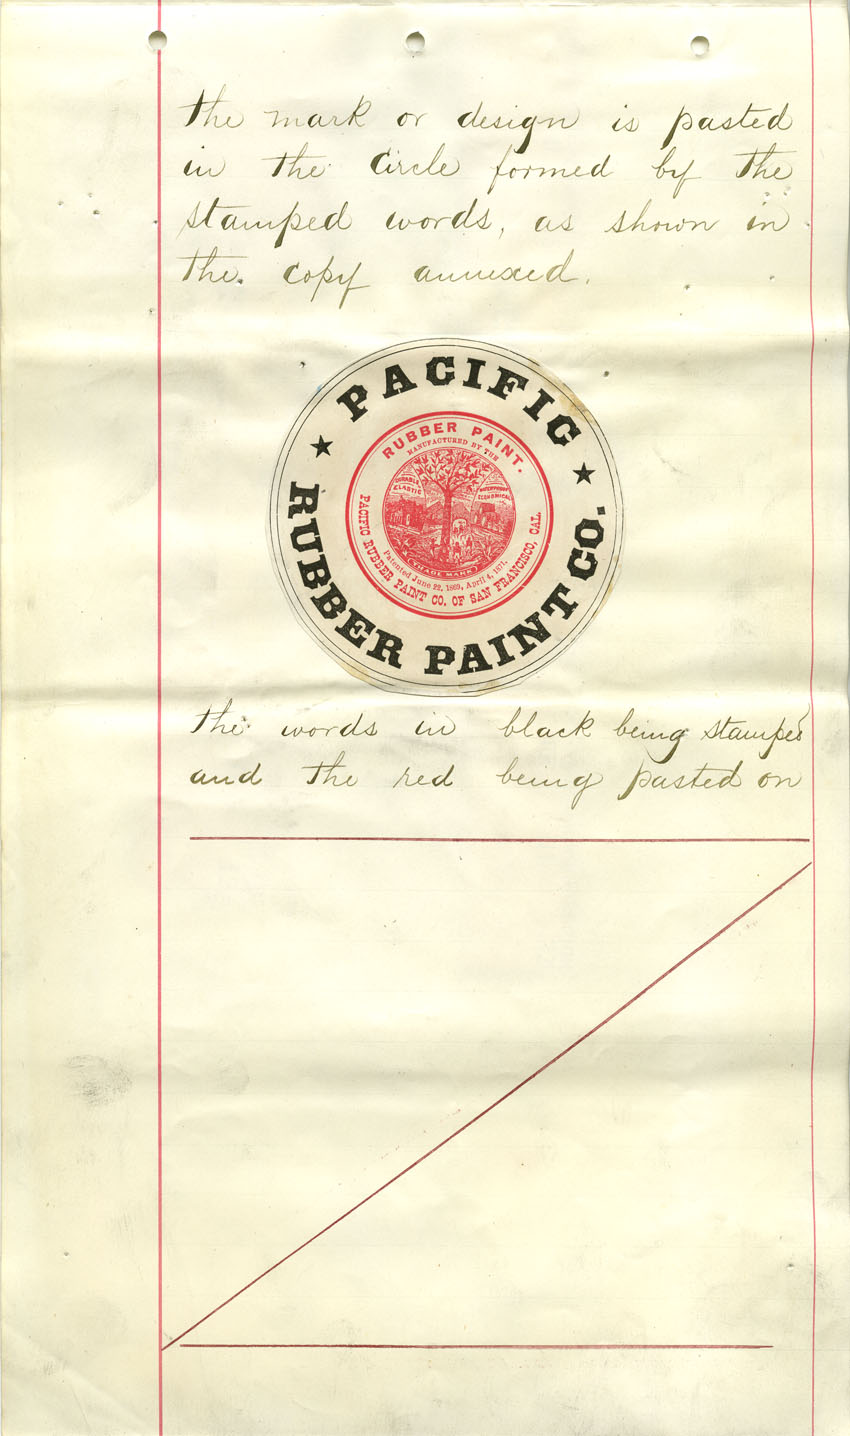 the mark or design is pasted
in the Circle formed by the
stamped words, as shown in
the copy annexed.
PACIFIC
RUBBER PAINT CO.
RUBBER PAINT.
MANUFACTURED BY THE
DURABLE
ELASTIC
WATERPROOF
ECONOMICAL
TRADE MARK
Patented June 22, 1869, April 4, 1871.
PACIFIC RUBBER PAINT CO. OF SAN FRANCISCO, CAL.
the words in black being stamped
and the red being pasted on